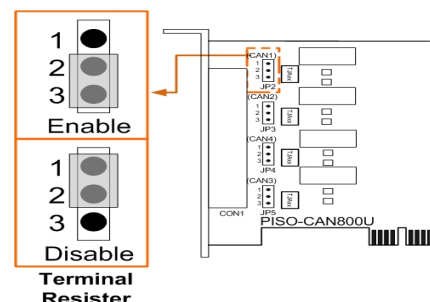 1
2
3
Enable
1
2
3
Disable
Terminal
Resister
(CAN1)
1
2
3
JP2
(CAN2)
1
2
3
JP3
(CAN4)
1
2
3
JP4
(CAN3)
1
2
3
JP5
CON1
PISO-CAN800U